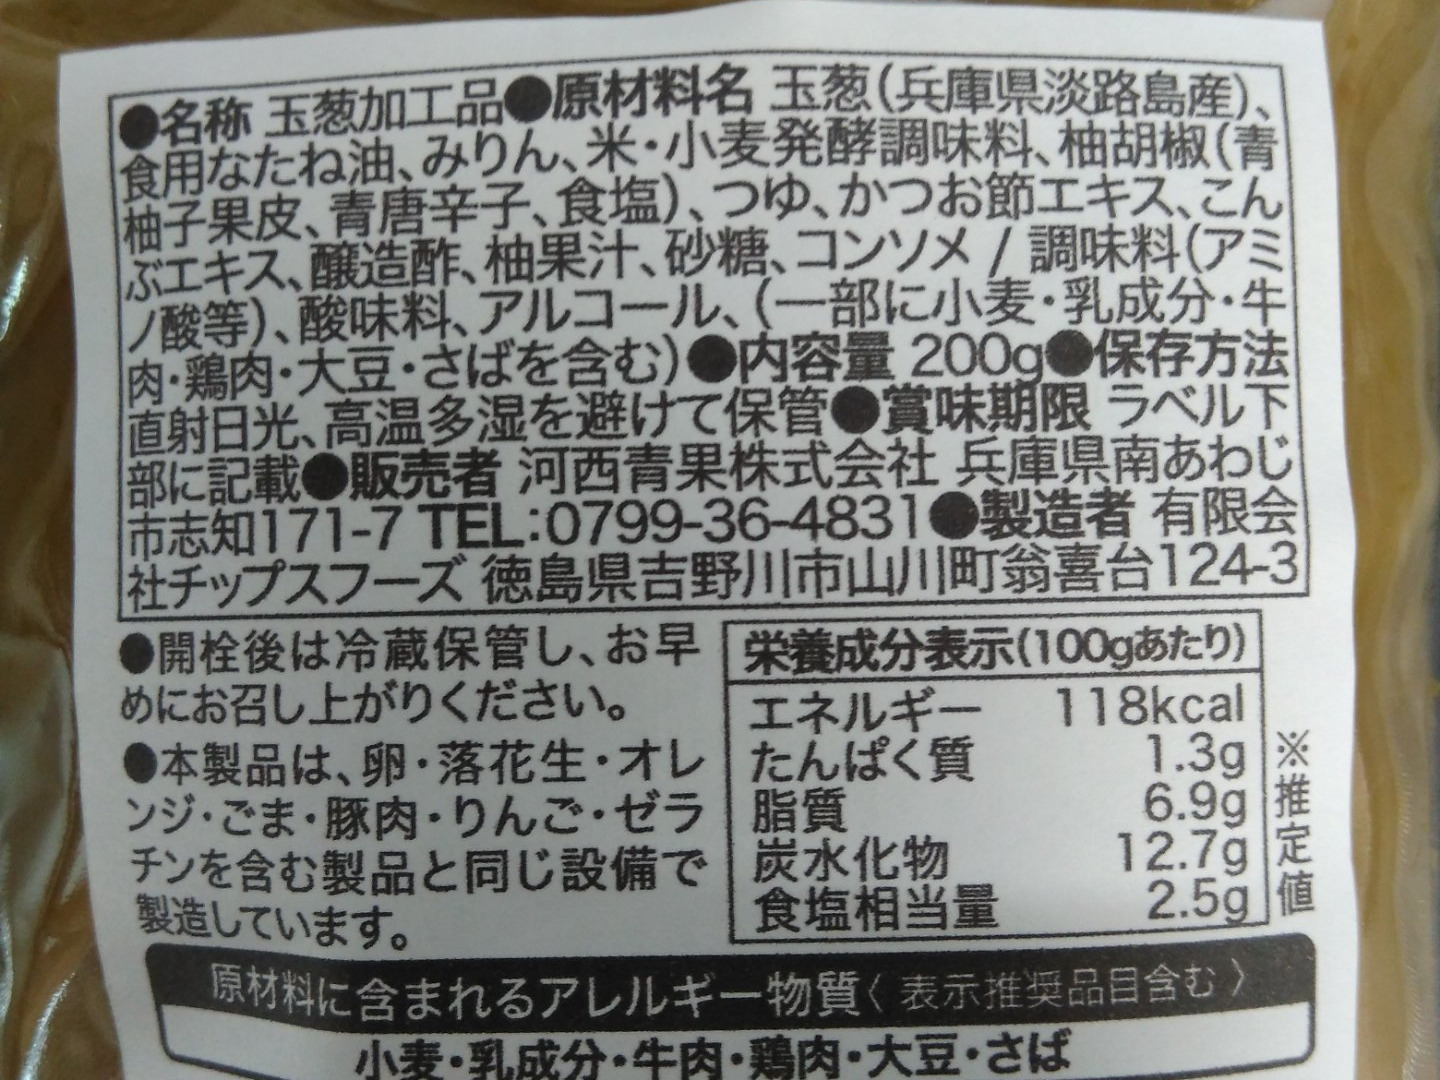 ●名称 玉葱加工品●原材料名 玉葱(兵庫県淡路島産)、
食用なたね油、みりん、米・小麦発酵調味料、柚胡椒(青
柚子果皮、青唐辛子、食塩)、つゆ、かつお節エキス、こん
ぶエキス、醸造酢、柚果汁、砂糖、コンソメ / 調味料(アミ
ノ酸等)、酸味料、アルコール、(一部に小麦・乳成分・牛
肉・鶏肉・大豆・さばを含む)●内容量 200g●保存方法
直射日光、高温多湿を避けて保管●賞味期限 ラベル下
部に記載●販売者 河西青果株式会社 兵庫県南あわじ
市志知171-7 TEL:0799-36-4831●製造者 有限会
社チップスフーズ 徳島県吉野川市山川町翁喜台124-3
●開栓後は冷蔵保管し、お早
めにお召し上がりください。
●本製品は、卵・落花生・オレ
ンジ・ごま・豚肉・りんご・ゼラ
チンを含む製品と同じ設備で
製造しています。
栄養成分表示(100gあたり)
エネルギー 118kcal
たんぱく質 1.3g
脂質 6.9g
炭水化物 12.7g
食塩相当量 2.5g
※推定値
原材料に含まれるアレルギー物質〈表示推奨品目含む〉
小麦・乳成分・牛肉・鶏肉・大豆・さば